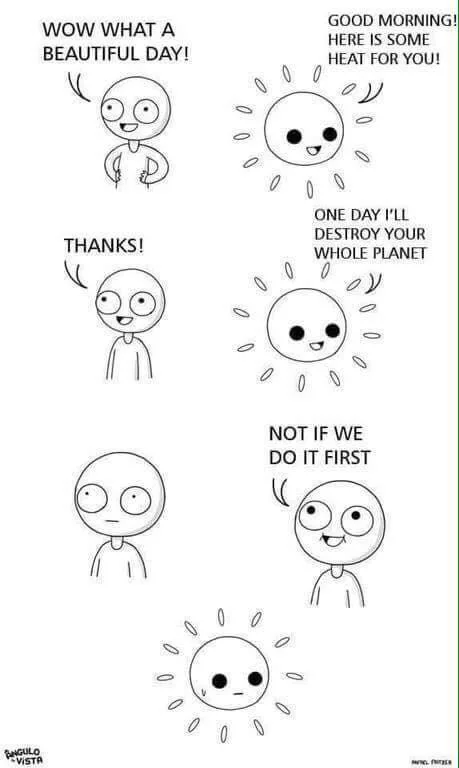 WOW WHAT A
BEAUTIFUL DAY!
GOOD MORNING!
HERE IS SOME
HEAT FOR YOU!
THANKS!
ONE DAY I'LL
DESTROY YOUR
WHOLE PLANET
NOT IF WE
DO IT FIRST
ÂNGULO
VISTA